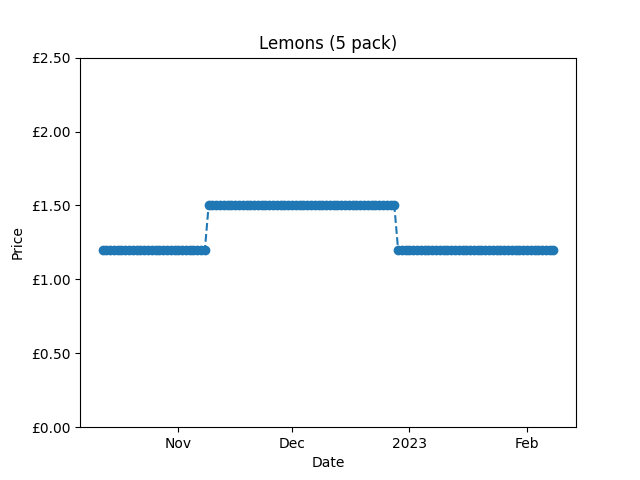 Lemons (5 pack)
£2.50
£2.00
£1.50
£1.00
£0.50
£0.00
Price
Nov
Dec
2023
Feb
Date